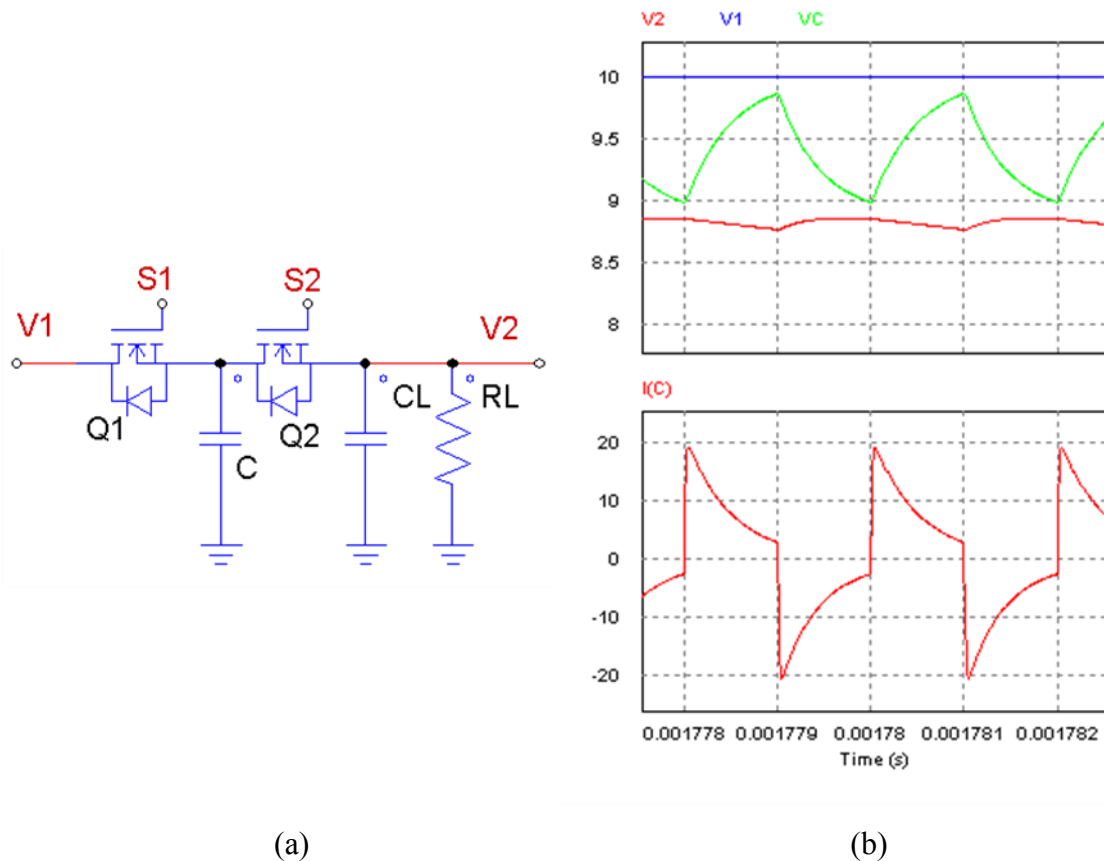 S1
S2
V1
V2
Q1
C
Q2
CL
RL
(a)
V2 V1 VC
10
9.5
9
8.5
8
I(C)
20
10
0
-10
-20
0.001778 0.001779 0.00178 0.001781 0.001782
Time (s)
(b)